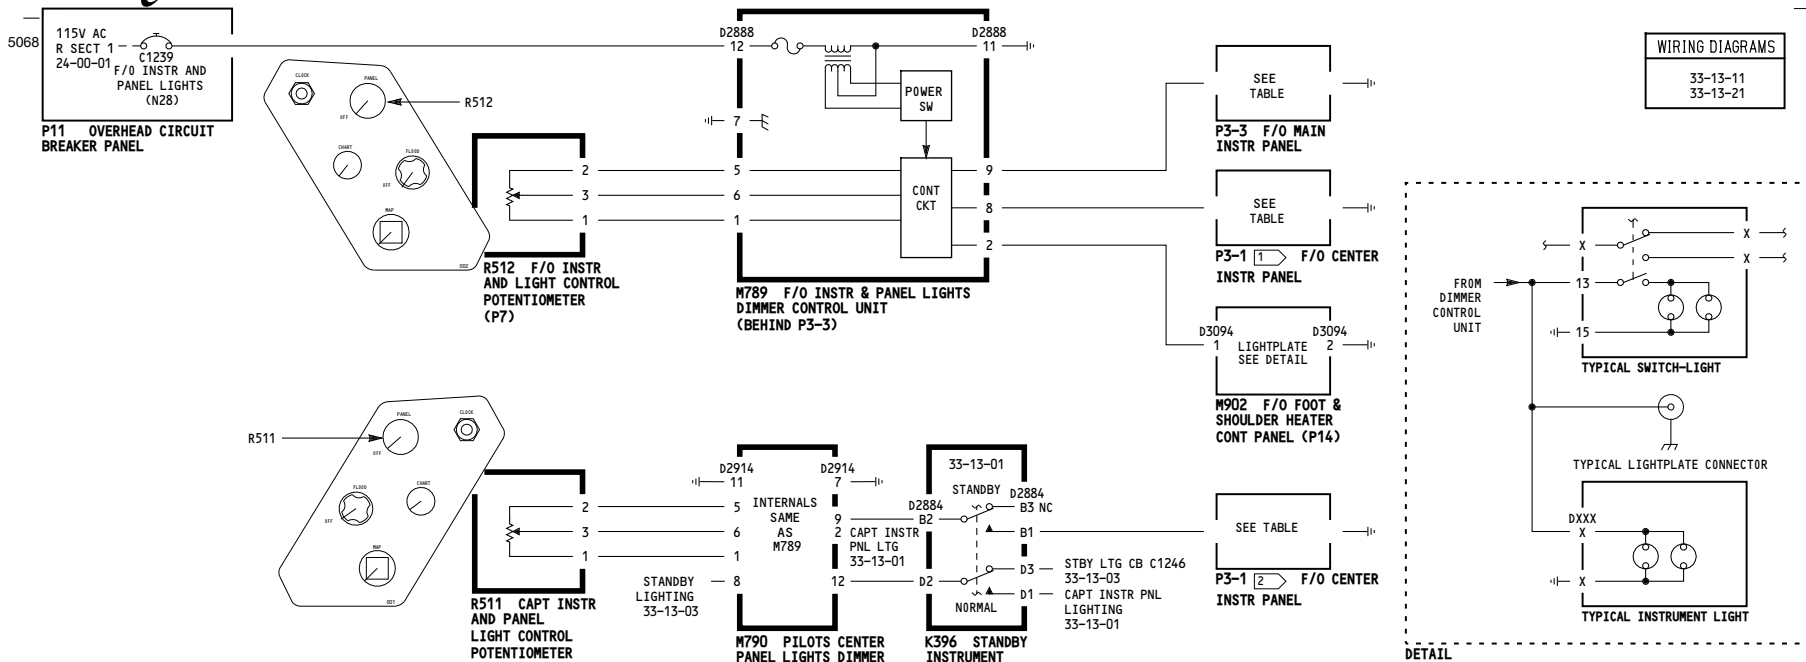 5068
115V AC
R SECT 1
24-00-01
C1239
F/O INSTR AND
PANEL LIGHTS
(N28)
P11 OVERHEAD CIRCUIT
BREAKER PANEL
CLOCK
PANEL
OFF
R512
CHART
FLOOD
OFF
MAP
002
2
3
1
R512 F/O INSTR
AND LIGHT CONTROL
POTENTIOMETER
(P7)
D2888
12
D2888
11
7
POWER
SW
5
6
1
CONT
CKT
9
8
2
M789 F/O INSTR & PANEL LIGHTS
DIMMER CONTROL UNIT
(BEHIND P3-3)
SEE
TABLE
P3-3 F/O MAIN
INSTR PANEL
SEE
TABLE
P3-1 1 F/O CENTER
INSTR PANEL
D3094
1
LIGHTPLATE
SEE DETAIL
D3094
2
M902 F/O FOOT &
SHOULDER HEATER
CONT PANEL (P14)
WIRING DIAGRAMS
33-13-11
33-13-21
FROM
DIMMER
CONTROL
UNIT
X
X
X
13
15
TYPICAL SWITCH-LIGHT
TYPICAL LIGHTPLATE CONNECTOR
DXXX
X
X
TYPICAL INSTRUMENT LIGHT
DETAIL
R511
PANEL
OFF
CLOCK
FLOOD
OFF
CHART
MAP
001
2
3
1
R511 CAPT INSTR
AND PANEL
LIGHT CONTROL
POTENTIOMETER
STANDBY
LIGHTING
33-13-03
D2914
11
5
6
1
8
INTERNALS
SAME
AS
M789
D2914
7
9
2
12
M790 PILOTS CENTER
PANEL LIGHTS DIMMER
CAPT INSTR
PNL LTG
33-13-01
D2884
B2
D2
33-13-01
STANDBY
NORMAL
D2884
B3 NC
B1
D3
D1
K396 STANDBY
INSTRUMENT
STBY LTG CB C1246
33-13-03
CAPT INSTR PNL
LIGHTING
33-13-01
SEE TABLE
P3-1 2 F/O CENTER
INSTR PANEL